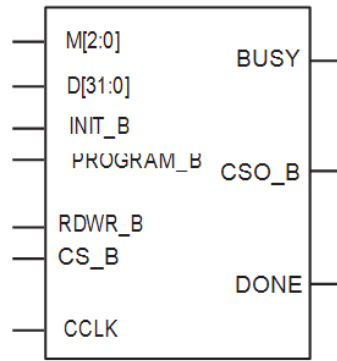 M[2:0]
D[31:0]
INIT_B
PROGRAM_B
RDWR_B
CS_B
CCLK
BUSY
CSO_B
DONE